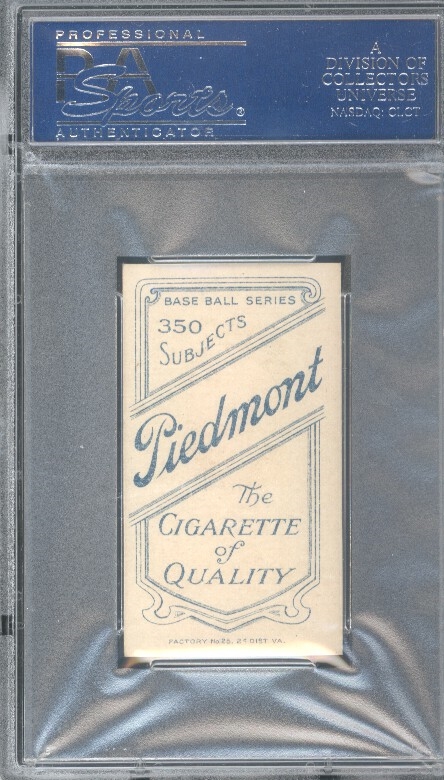 PROFESSIONAL
PSA
Sports®
AUTHENTICATOR
A
DIVISION OF
COLLECTORS
UNIVERSE
NASDAQ: CLCT
BASE BALL SERIES
350
SUBJECTS
Piedmont
The
CIGARETTE
of
QUALITY
FACTORY No 25, 2D DIST. VA.